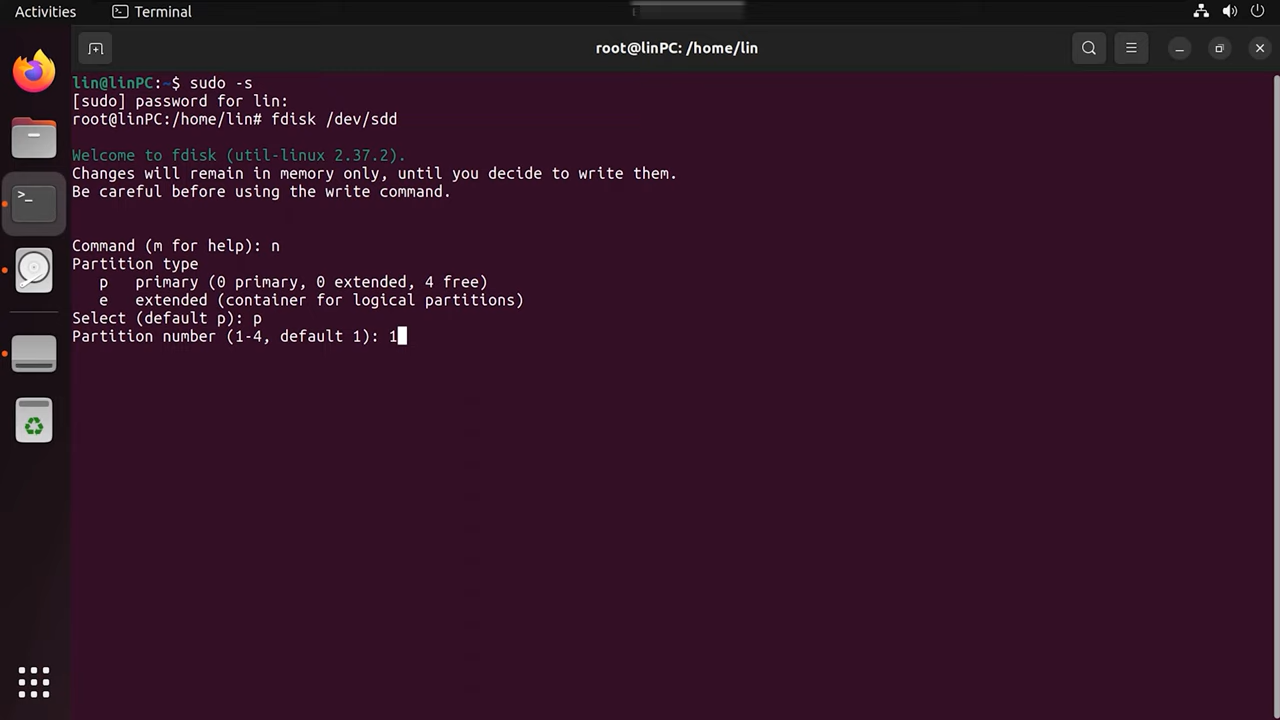 Activities
Terminal
root@linPC: /home/lin
lin@linPC:~$ sudo -s
[sudo] password for lin:
root@linPC:/home/lin# fdisk /dev/sdd
Welcome to fdisk (util-linux 2.37.2).
Changes will remain in memory only, until you decide to write them.
Be careful before using the write command.
Command (m for help): n
Partition type
   p   primary (0 primary, 0 extended, 4 free)
   e   extended (container for logical partitions)
Select (default p): p
Partition number (1-4, default 1): 1